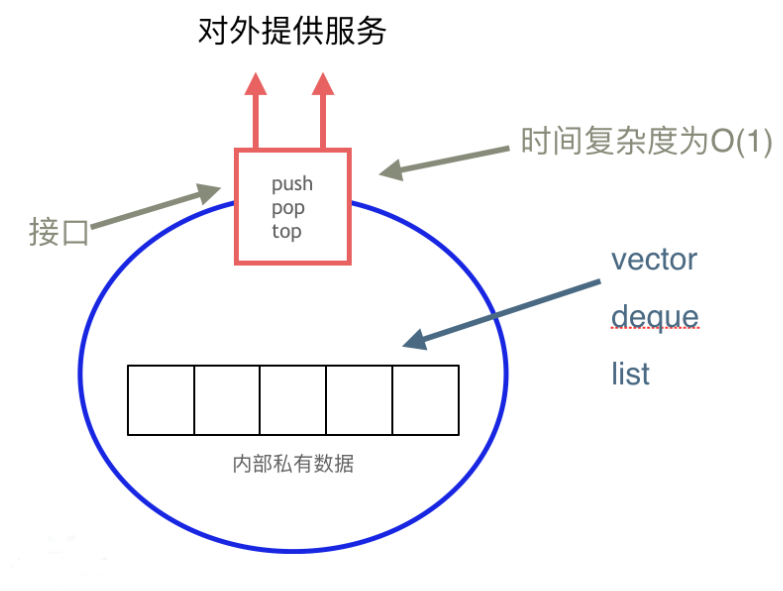 对外提供服务
时间复杂度为O(1)
push
pop
top
接口
vector
deque
list
内部私有数据